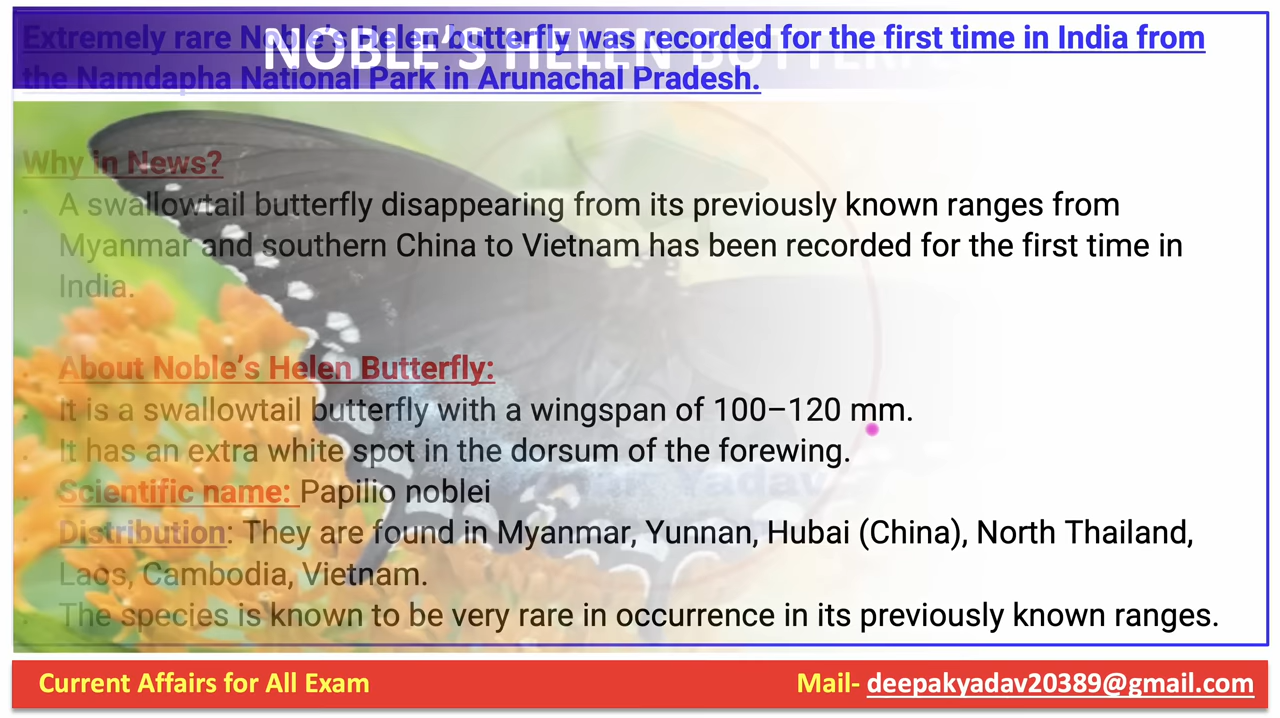 NOBLE'S HELEN BUTTERF
Extremely rare Noble's Helen butterfly was recorded for the first time in India from
the Namdapha National Park in Arunachal Pradesh.
Why in News?
A swallowtail butterfly disappearing from its previously known ranges from
Myanmar and southern China to Vietnam has been recorded for the first time in
India.
About Noble's Helen Butterfly:
It is a swallowtail butterfly with a wingspan of 100–120 mm.
It has an extra white spot in the dorsum of the forewing.
Scientific name: Papilio noblei
Distribution: They are found in Myanmar, Yunnan, Hubai (China), North Thailand,
Laos, Cambodia, Vietnam.
The species is known to be very rare in occurrence in its previously known ranges.
Current Affairs for All Exam
Mail- deepakyadav20389@gmail.com